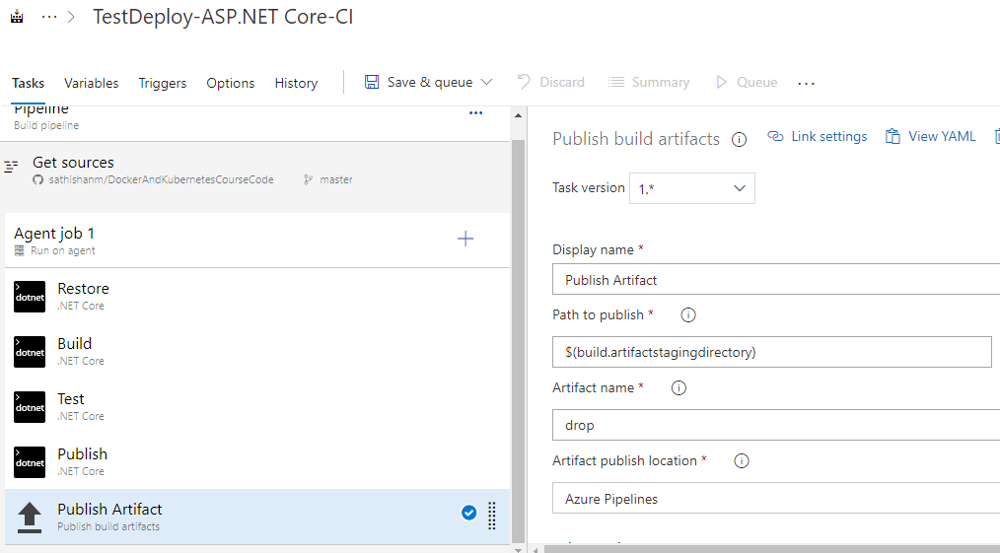 ... > TestDeploy-ASP.NET Core-CI
Tasks Variables Triggers Options History Save & queue Discard Summary Queue ...
Pipeline ...
Build pipeline
Get sources
sathishanm/DockerAndKubernetesCourseCode master
Agent job 1
Run on agent
dotnet Restore
.NET Core
dotnet Build
.NET Core
dotnet Test
.NET Core
dotnet Publish
.NET Core
Publish Artifact
Publish build artifacts
Publish build artifacts Link settings View YAML
Task version 1.*
Display name *
Publish Artifact
Path to publish *
$(build.artifactstagingdirectory)
Artifact name *
drop
Artifact publish location *
Azure Pipelines